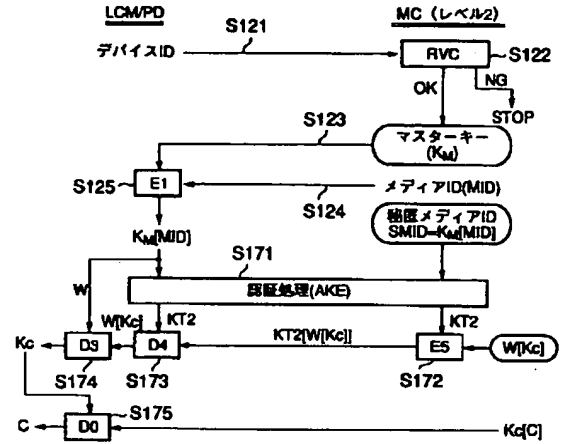 LCM/PD
MC (レベル2)
デバイスID
S121
RVC
S122
OK
NG
STOP
S123
マスターキー
(KM)
S125
E1
S124
メディアID(MID)
KM[MID]
秘匿メディアID
SMID=KM[MID]
S171
認証処理(AKE)
W
W[Kc]
KT2
KT2[W[Kc]]
KT2
Kc
D3
D4
E5
W[Kc]
S174
S173
S172
S175
C
D0
Kc[C]